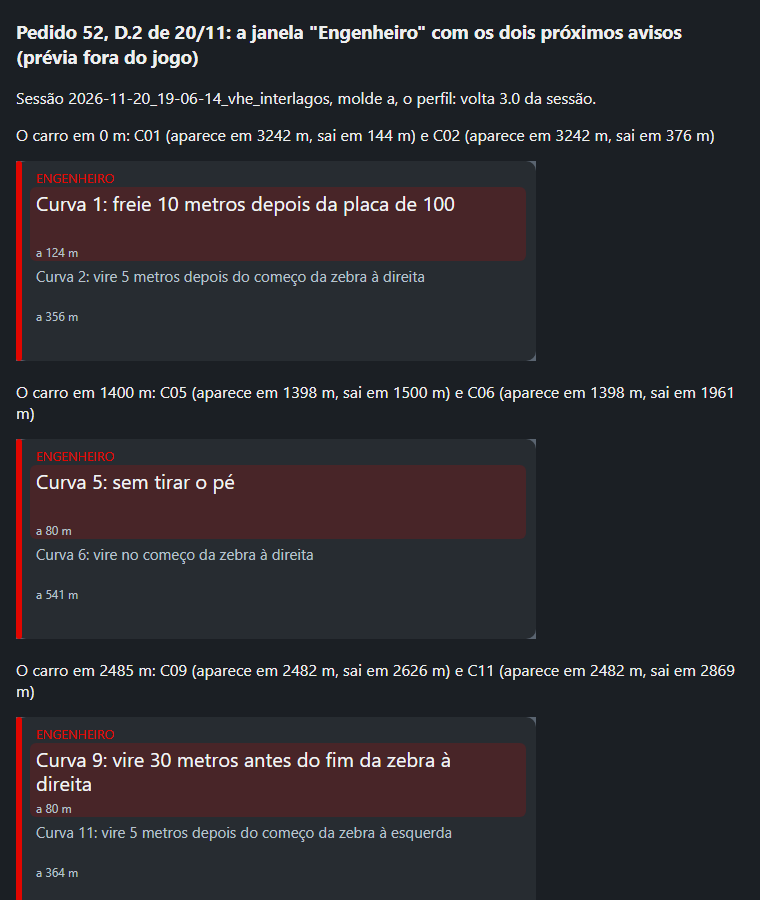 Pedido 52, D.2 de 20/11: a janela "Engenheiro" com os dois próximos avisos
(prévia fora do jogo)
Sessão 2026-11-20_19-06-14_vhe_interlagos, molde a, o perfil: volta 3.0 da sessão.
O carro em 0 m: C01 (aparece em 3242 m, sai em 144 m) e C02 (aparece em 3242 m, sai em 376 m)
ENGENHEIRO
Curva 1: freie 10 metros depois da placa de 100
a 124 m
Curva 2: vire 5 metros depois do começo da zebra à direita
a 356 m
O carro em 1400 m: C05 (aparece em 1398 m, sai em 1500 m) e C06 (aparece em 1398 m, sai em 1961
m)
ENGENHEIRO
Curva 5: sem tirar o pé
a 80 m
Curva 6: vire no começo da zebra à direita
a 541 m
O carro em 2485 m: C09 (aparece em 2482 m, sai em 2626 m) e C11 (aparece em 2482 m, sai em 2869
m)
ENGENHEIRO
Curva 9: vire 30 metros antes do fim da zebra à
direita
a 80 m
Curva 11: vire 5 metros depois do começo da zebra à esquerda
a 364 m